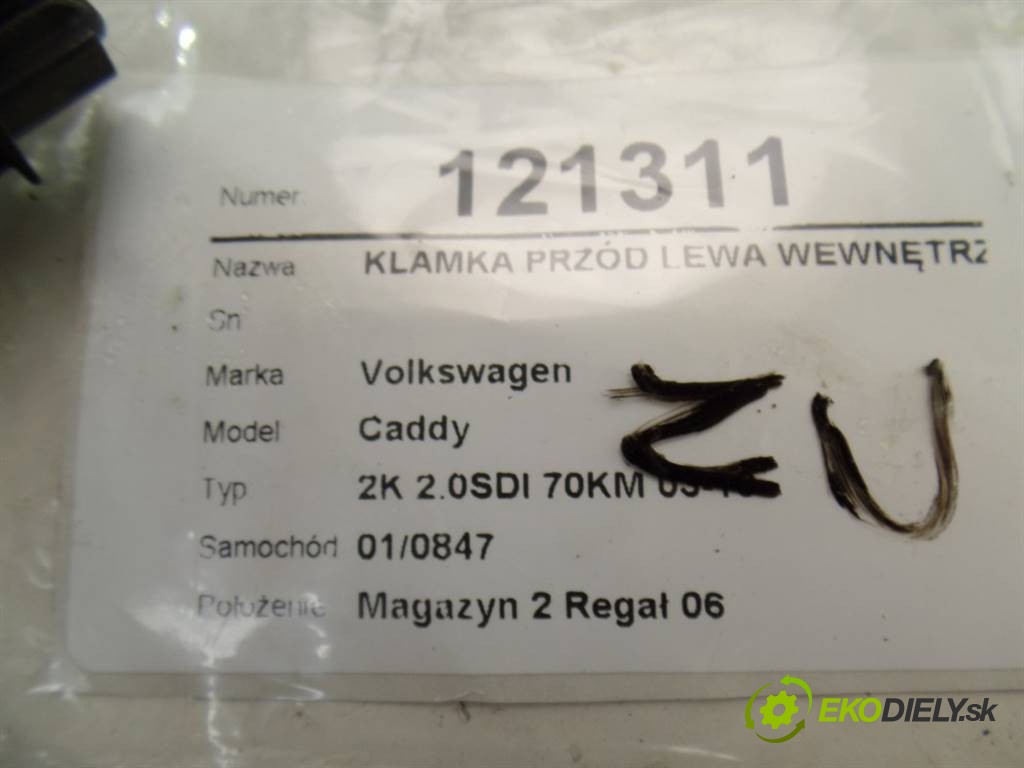 Numer 121311
Nazwa KLAMKA PRZÓD LEWA WEWNĘTRZ
Sn
Marka Volkswagen
Model Caddy
Typ 2K 2.0SDI 70KM
Samochód 01/0847
Położenie Magazyn 2 Regał 06
ZU
EKODIELY.sk